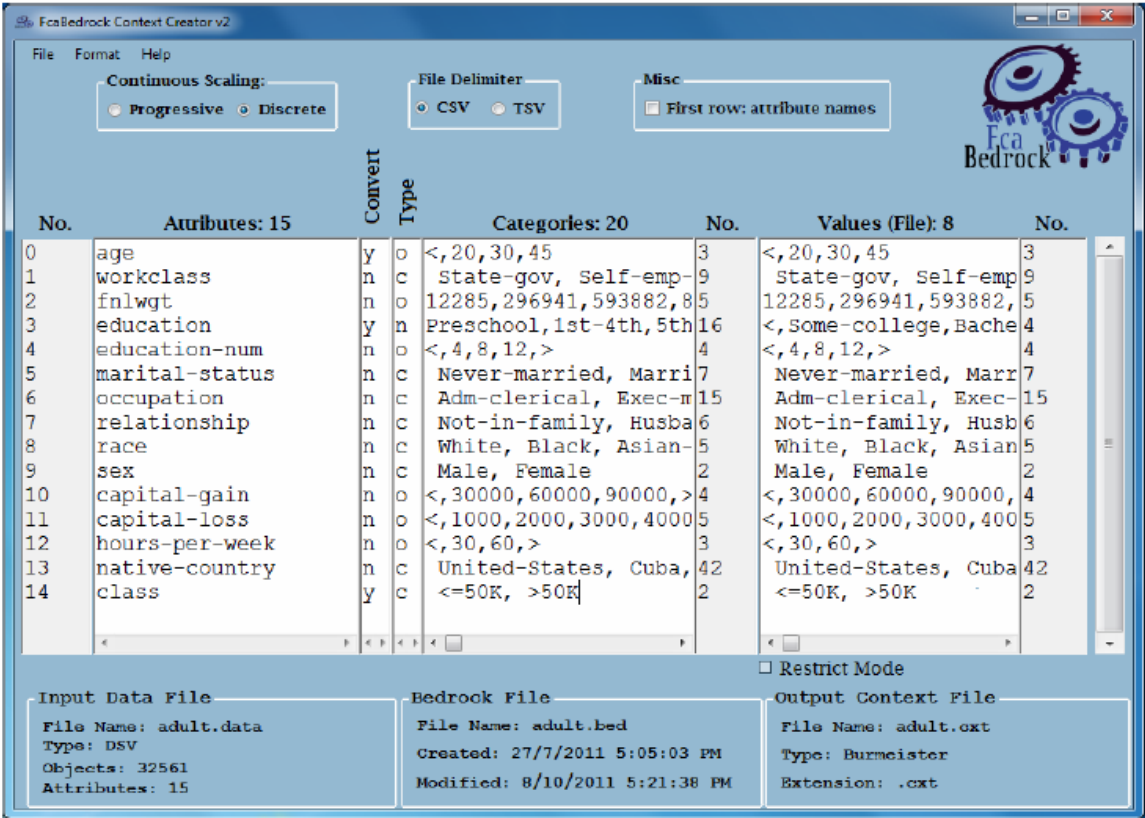 FcaBedrock Context Creator v2
File Format Help
Continuous Scaling: File Delimiter Misc
Progressive Discrete CSV TSV First row: attribute names
Fca
Bedrock
Convert
Type
No. Attributes: 15 Categories: 20 No. Values (File): 8 No.
0 age y o <,20,30,45 3 <,20,30,45 3
1 workclass n c State-gov, Self-emp- 9 State-gov, Self-emp 9
2 fnlwgt n o 12285,296941,593882,8 5 12285,296941,593882, 5
3 education y n Preschool,1st-4th,5th 16 <,Some-college,Bache 4
4 education-num n o <,4,8,12,> 4 <,4,8,12,> 4
5 marital-status n c Never-married, Marri 7 Never-married, Marr 7
6 occupation n c Adm-clerical, Exec-m 15 Adm-clerical, Exec- 15
7 relationship n c Not-in-family, Husba 6 Not-in-family, Husb 6
8 race n c White, Black, Asian- 5 White, Black, Asian 5
9 sex n c Male, Female 2 Male, Female 2
10 capital-gain n o <,30000,60000,90000,> 4 <,30000,60000,90000, 4
11 capital-loss n o <,1000,2000,3000,4000 5 <,1000,2000,3000,400 5
12 hours-per-week n o <,30,60,> 3 <,30,60,> 3
13 native-country n c United-States, Cuba, 42 United-States, Cuba 42
14 class y c <=50K, >50K 2 <=50K, >50K 2
Restrict Mode
Input Data File Bedrock File Output Context File
File Name: adult.data File Name: adult.bed File Name: adult.cxt
Type: DSV Created: 27/7/2011 5:05:03 PM Type: Burmeister
Objects: 32561 Modified: 8/10/2011 5:21:38 PM Extension: .cxt
Attributes: 15